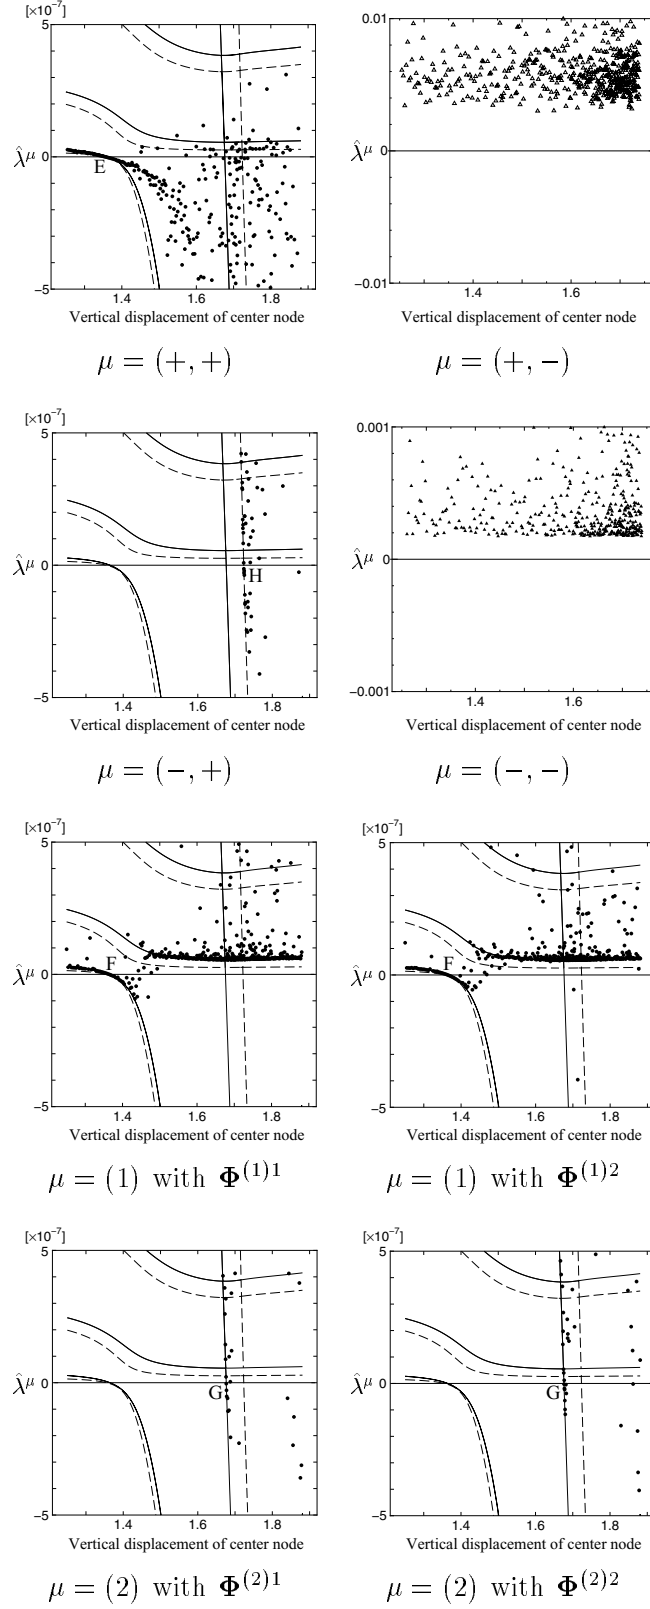 [×10⁻⁷]
5
λ̂^μ 0
E
−5
1.4 1.6 1.8
Vertical displacement of center node
μ = (+, +)
0.01
λ̂^μ 0
−0.01
1.4 1.6
Vertical displacement of center node
μ = (+, −)
[×10⁻⁷]
5
λ̂^μ 0
H
−5
1.4 1.6 1.8
Vertical displacement of center node
μ = (−, +)
0.001
λ̂^μ 0
−0.001
1.4 1.6
Vertical displacement of center node
μ = (−, −)
[×10⁻⁷]
5
F
λ̂^μ 0
−5
1.4 1.6 1.8
Vertical displacement of center node
μ = (1) with Φ^(1)1
[×10⁻⁷]
5
F
λ̂^μ 0
−5
1.4 1.6 1.8
Vertical displacement of center node
μ = (1) with Φ^(1)2
[×10⁻⁷]
5
λ̂^μ 0
G
−5
1.4 1.6 1.8
Vertical displacement of center node
μ = (2) with Φ^(2)1
[×10⁻⁷]
5
λ̂^μ 0
G
−5
1.4 1.6 1.8
Vertical displacement of center node
μ = (2) with Φ^(2)2